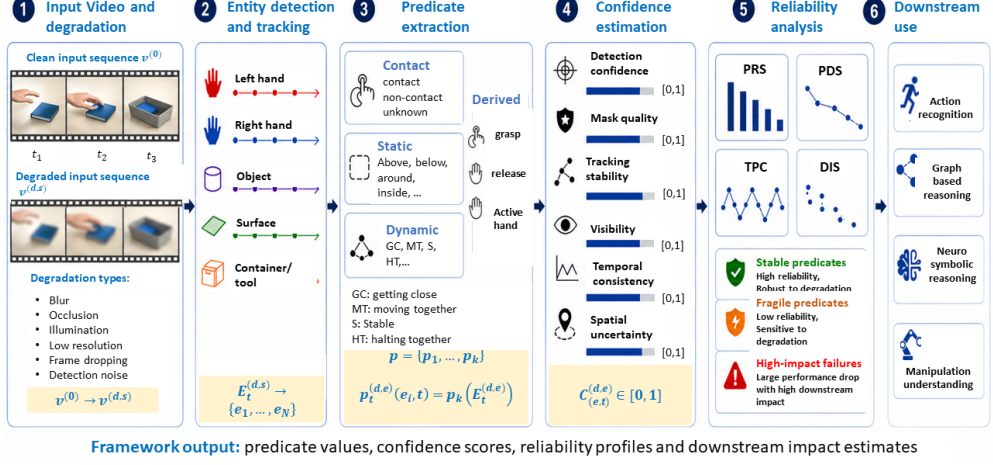 1 Input Video and degradation
Clean input sequence v^(0)
t1 t2 t3
Degraded input sequence
v^(d,s)
Degradation types:
• Blur
• Occlusion
• Illumination
• Low resolution
• Frame dropping
• Detection noise
v^(0) → v^(d,s)
2 Entity detection and tracking
Left hand
Right hand
Object
Surface
Container/
tool
E_t^(d,s) →
{e_1, …, e_N}
3 Predicate extraction
Contact
contact
non-contact
unknown
Static
Above, below,
around,
inside, ...
Dynamic
GC, MT, S,
HT,...
Derived
grasp
release
Active
hand
GC: getting close
MT: moving together
S: Stable
HT: halting together
p = {p_1, …, p_k}
p_t^(d,e)(e_i, t) = p_k(E_t^(d,e))
4 Confidence estimation
Detection
confidence
[0,1]
Mask quality
[0,1]
Tracking
stability
[0,1]
Visibility
[0,1]
Temporal
consistency
[0,1]
Spatial
uncertainty
[0,1]
C_(e,t)^(d,e) ∈ [0, 1]
5 Reliability analysis
PRS PDS
TPC DIS
Stable predicates
High reliability,
Robust to degradation
Fragile predicates
Low reliability,
Sensitive to
degradation
High-impact failures
Large performance drop
with high downstream
impact
6 Downstream use
Action
recognition
Graph
based
reasoning
Neuro
symbolic
reasoning
Manipulation
understanding
Framework output: predicate values, confidence scores, reliability profiles and downstream impact estimates